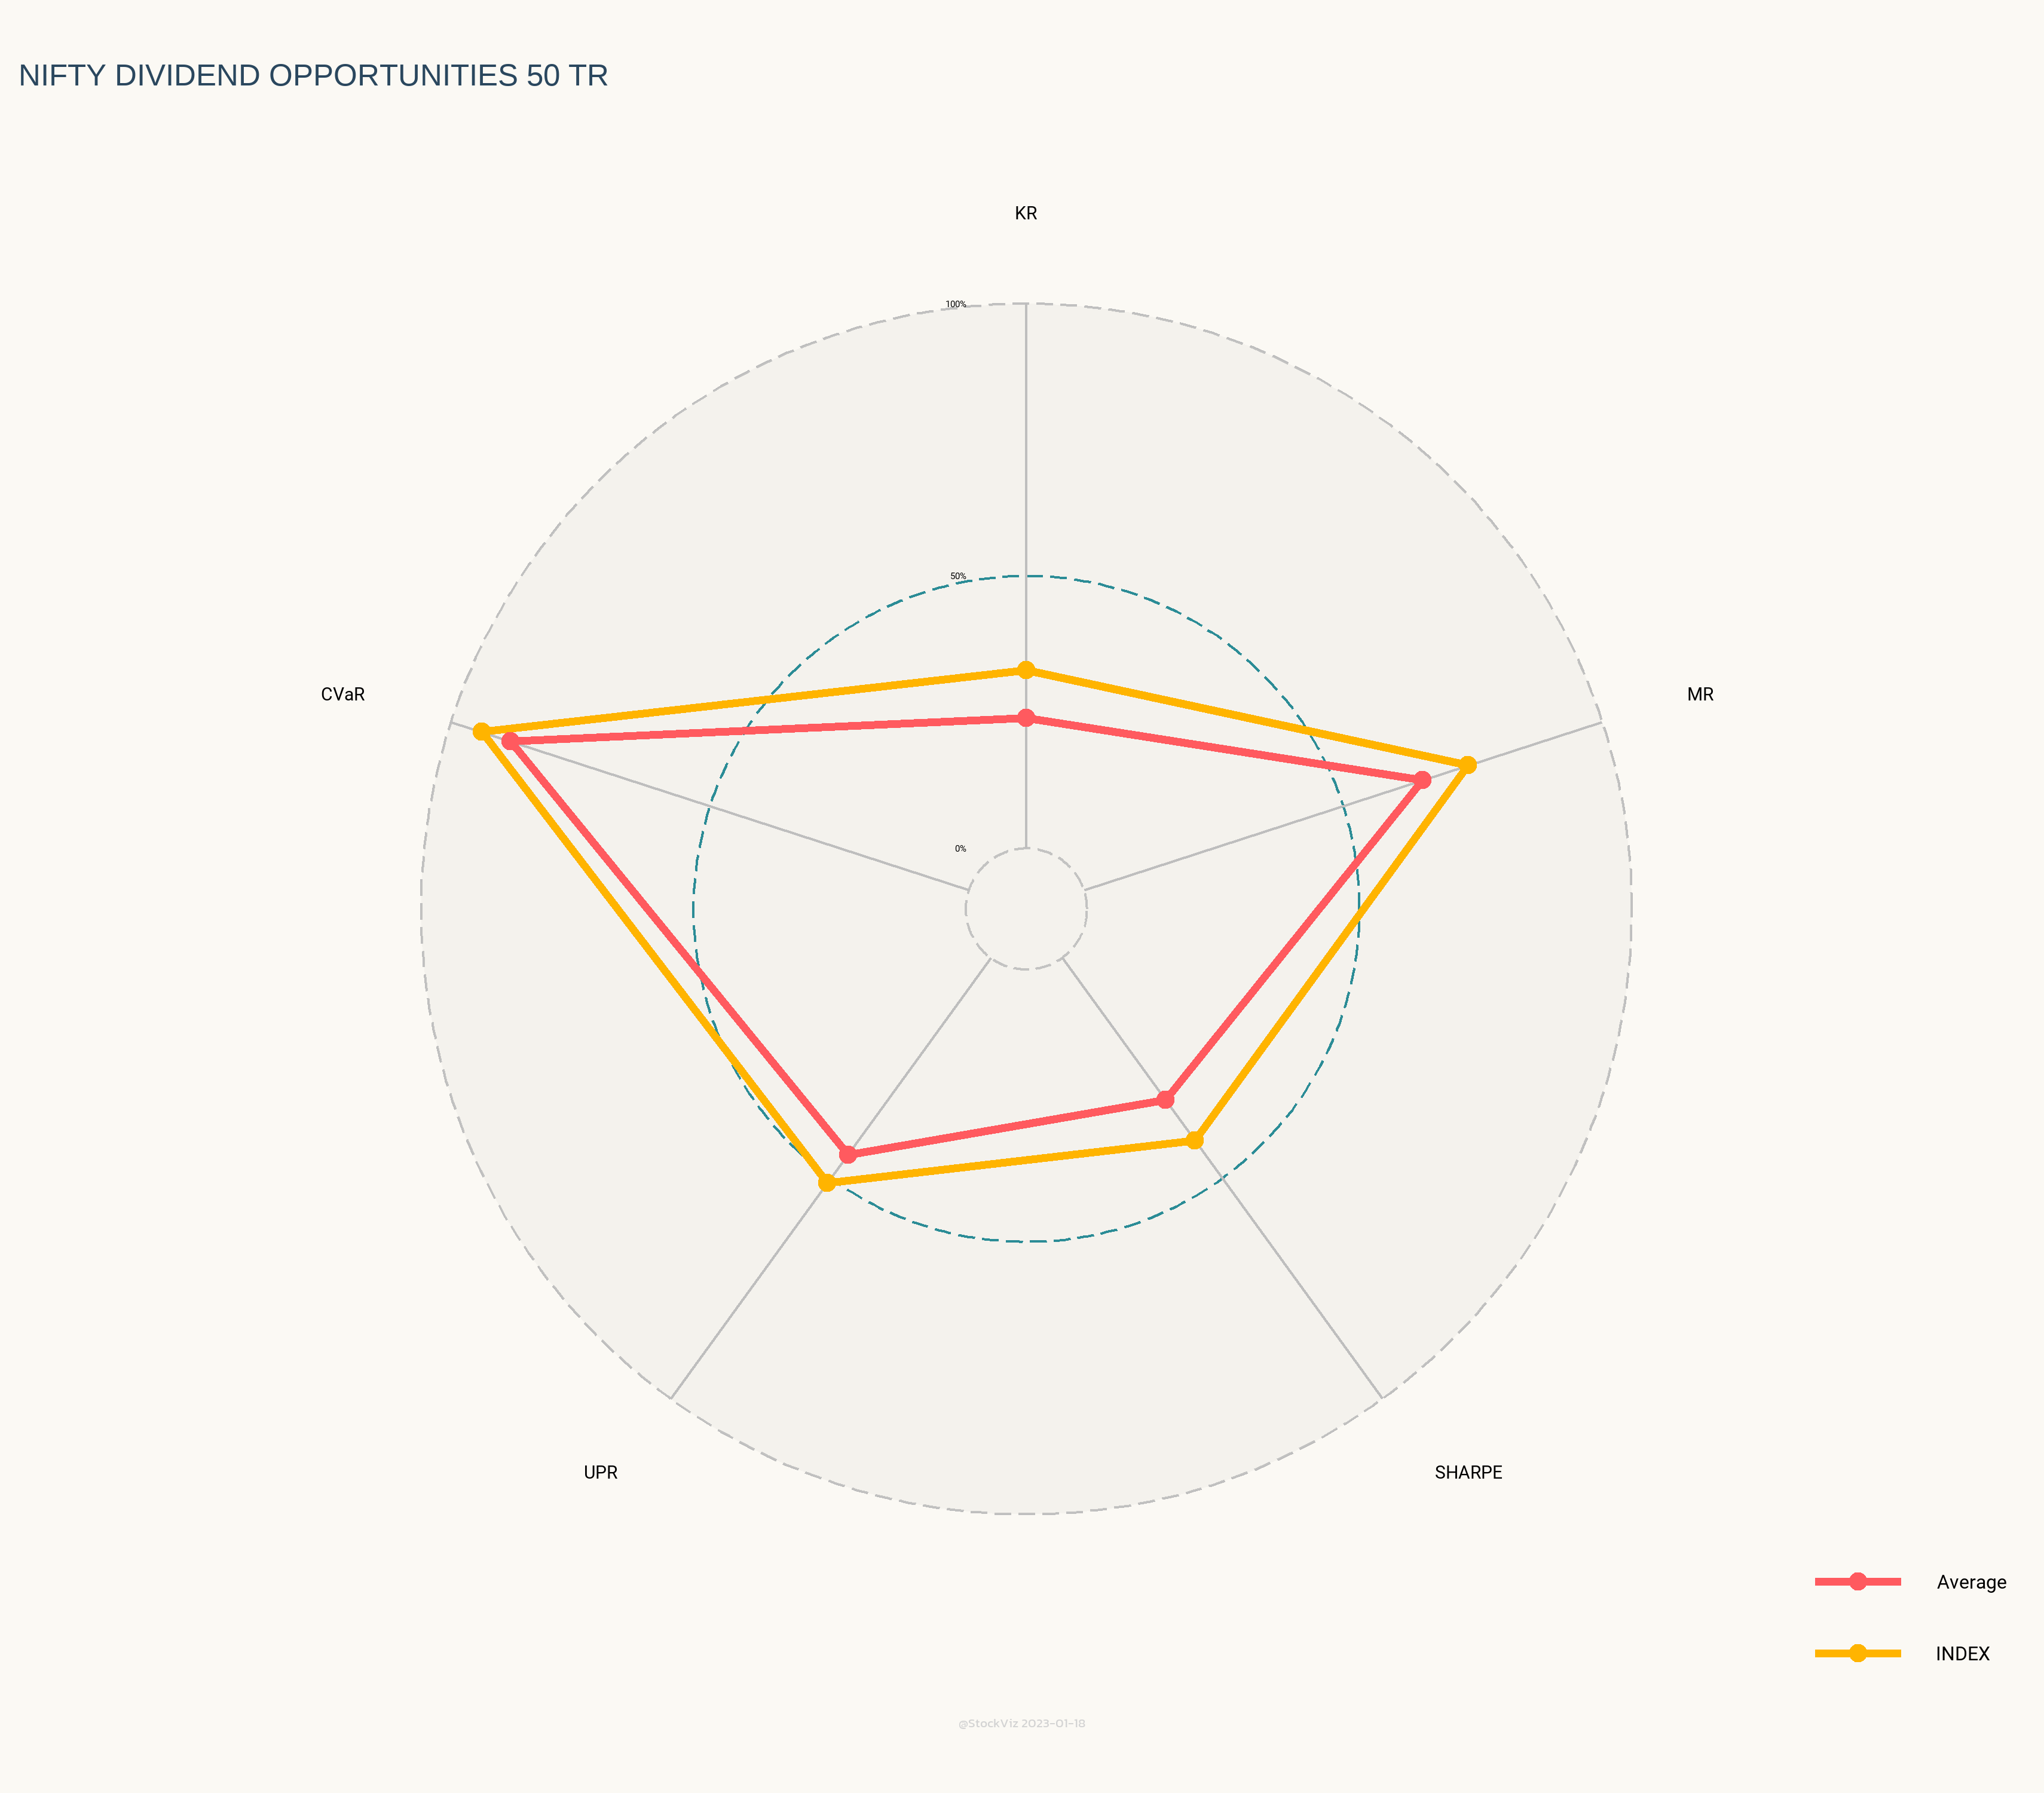 NIFTY DIVIDEND OPPORTUNITIES 50 TR
KR
100%
50%
CVaR
MR
0%
UPR
SHARPE
Average
INDEX
@StockViz 2023-01-18